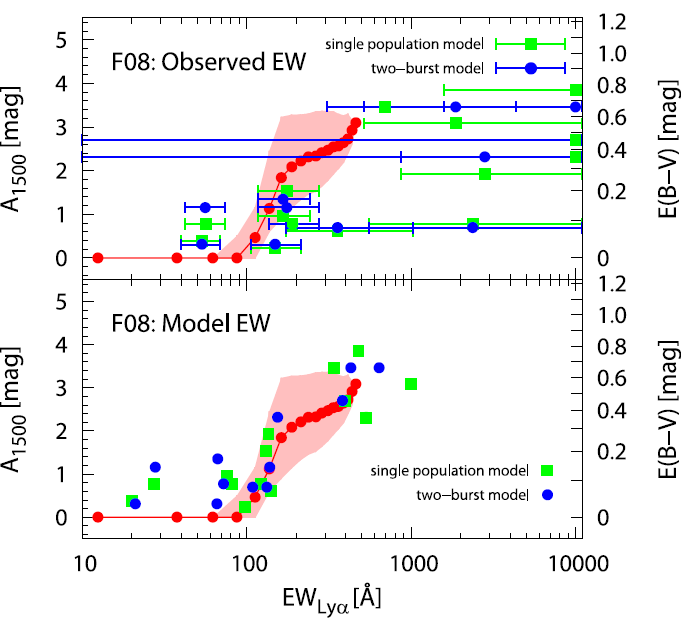 F08: Observed EW
single population model
two−burst model
A1500 [mag]
5
4
3
2
1
0
1.2
1.0
0.8
0.6
0.4
0.2
0
E(B−V) [mag]
F08: Model EW
single population model
two−burst model
A1500 [mag]
5
4
3
2
1
0
1.2
1.0
0.8
0.6
0.4
0.2
0
E(B−V) [mag]
10
100
1000
10000
EWLyα [Å]